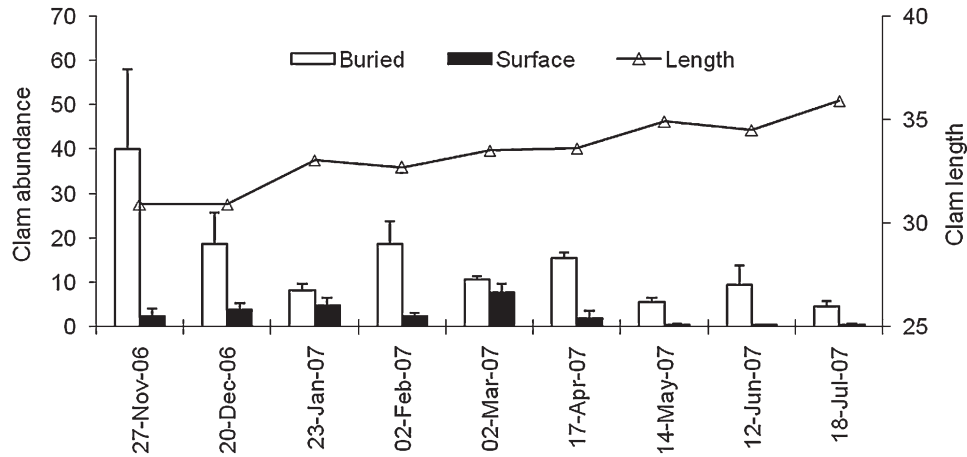 70
60
50
40
30
20
10
0
Clam abundance
Buried
Surface
Length
40
35
30
25
Clam length
27-Nov-06
20-Dec-06
23-Jan-07
02-Feb-07
02-Mar-07
17-Apr-07
14-May-07
12-Jun-07
18-Jul-07